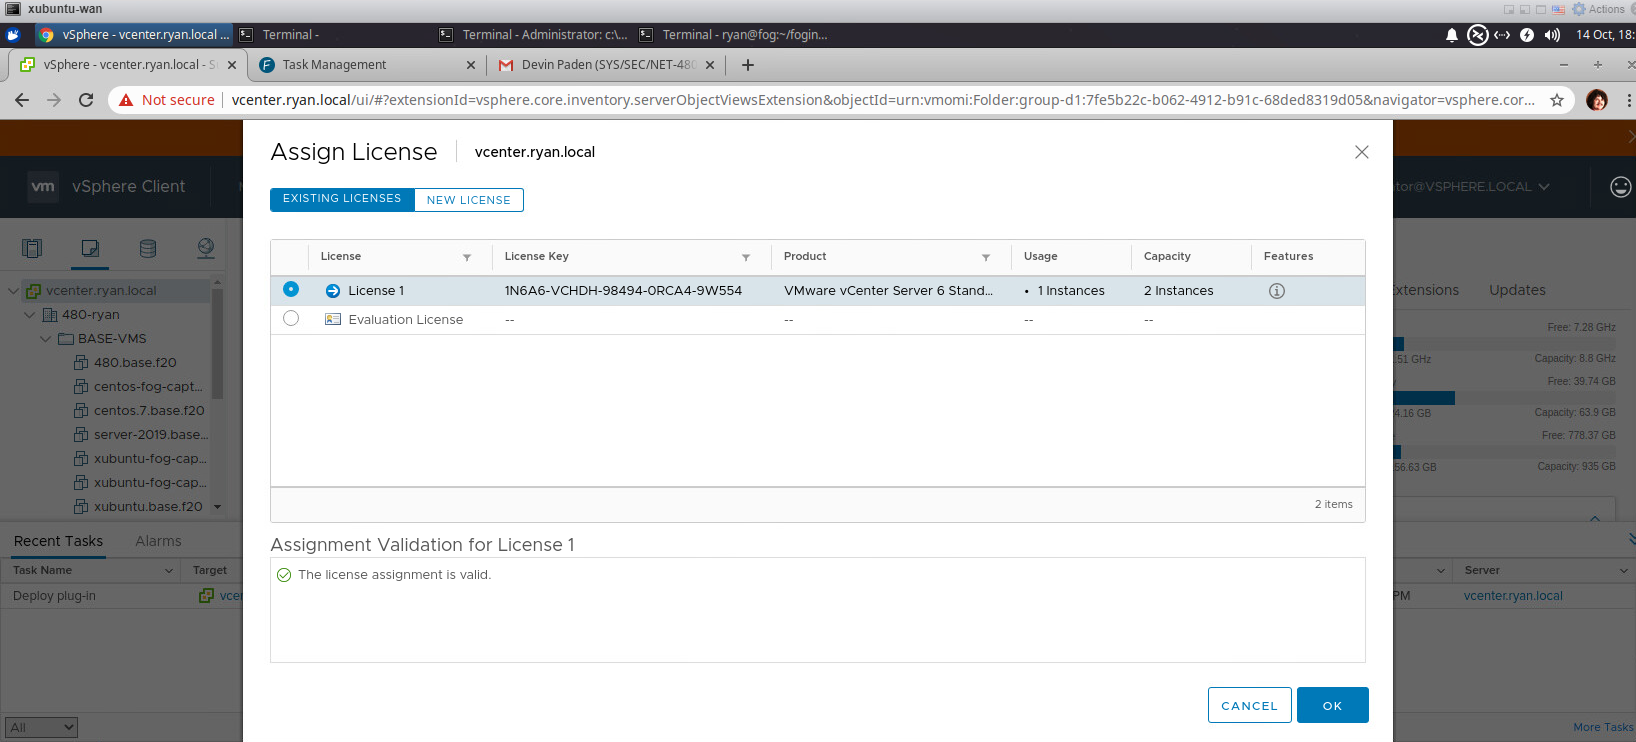 xubuntu-wan
Actions
vSphere - vcenter.ryan.local ...
Terminal -
Terminal - Administrator: c:\...
Terminal - ryan@fog:~/fogin...
14 Oct, 18:
vSphere - vcenter.ryan.local - S
Task Management
Devin Paden (SYS/SEC/NET-480
Not secure
vcenter.ryan.local/ui/#?extensionId=vsphere.core.inventory.serverObjectViewsExtension&objectId=urn:vmomi:Folder:group-d1:7fe5b22c-b062-4912-b91c-68ded8319d05&navigator=vsphere.cor...
Assign License
vcenter.ryan.local
vm
vSphere Client
ator@VSPHERE.LOCAL
EXISTING LICENSES
NEW LICENSE
License
License Key
Product
Usage
Capacity
Features
License 1
1N6A6-VCHDH-98494-0RCA4-9W554
VMware vCenter Server 6 Stand...
• 1 Instances
2 Instances
Evaluation License
--
--
--
--
2 items
vcenter.ryan.local
480-ryan
BASE-VMS
480.base.f20
centos-fog-capt...
centos.7.base.f20
server-2019.base...
xubuntu-fog-cap...
xubuntu-fog-cap...
xubuntu.base.f20
Extensions
Updates
Free: 7.28 GHz
.51 GHz
Capacity: 8.8 GHz
Free: 39.74 GB
24.16 GB
Capacity: 63.9 GB
Free: 778.37 GB
56.63 GB
Capacity: 935 GB
Assignment Validation for License 1
The license assignment is valid.
Recent Tasks
Alarms
Task Name
Target
Server
Deploy plug-in
vcen
PM
vcenter.ryan.local
CANCEL
OK
All
More Tasks